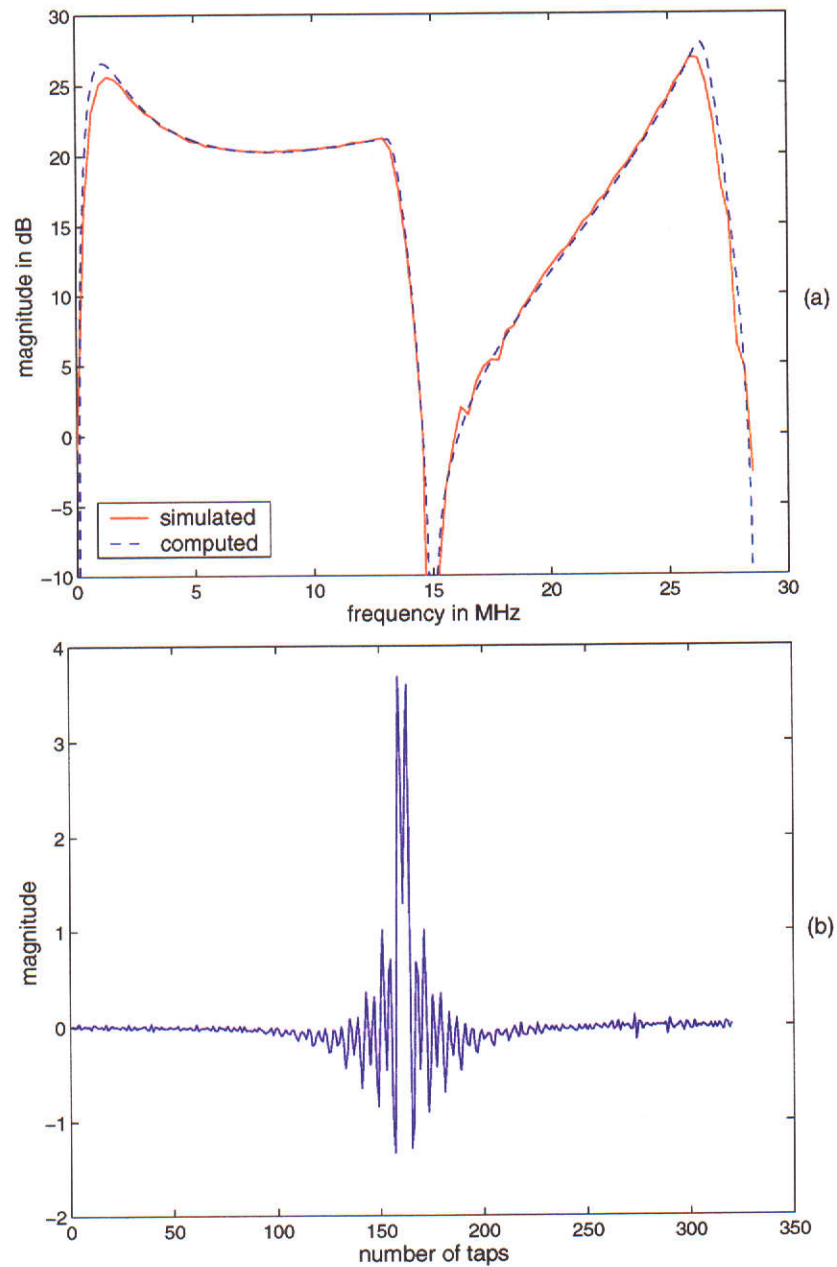 30
25
20
15
10
5
0
−5
−10
magnitude in dB
simulated
computed
0 5 10 15 20 25 30
frequency in MHz
(a)
4
3
2
1
0
−1
−2
magnitude
0 50 100 150 200 250 300 350
number of taps
(b)